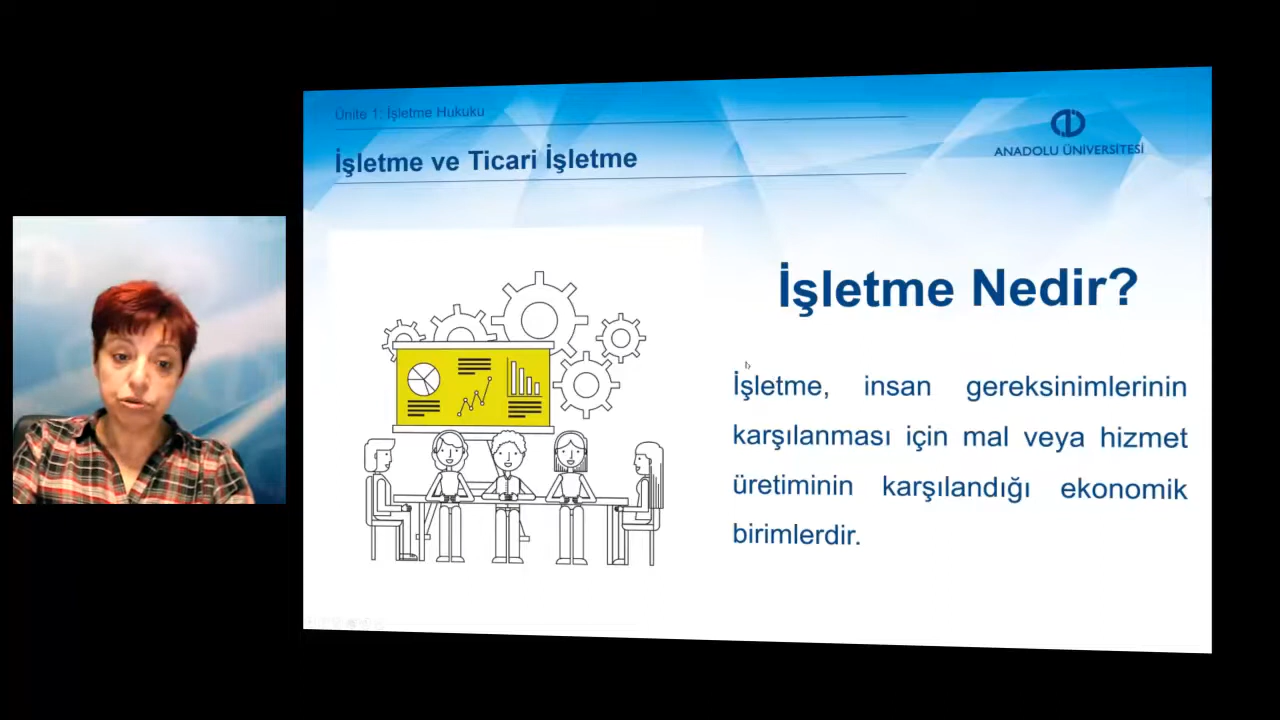 Ünite 1: İşletme Hukuku
İşletme ve Ticari İşletme
ANADOLU ÜNİVERSİTESİ
İşletme Nedir?
İşletme, insan gereksinimlerinin
karşılanması için mal veya hizmet
üretiminin karşılandığı ekonomik
birimlerdir.